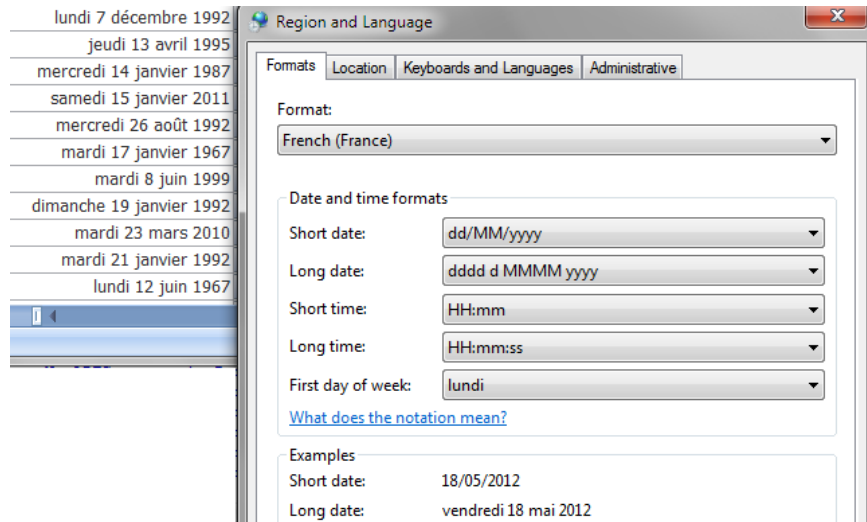 lundi 7 décembre 1992
jeudi 13 avril 1995
mercredi 14 janvier 1987
samedi 15 janvier 2011
mercredi 26 août 1992
mardi 17 janvier 1967
mardi 8 juin 1999
dimanche 19 janvier 1992
mardi 23 mars 2010
mardi 21 janvier 1992
lundi 12 juin 1967
Region and Language
Formats Location Keyboards and Languages Administrative
Format:
French (France)
Date and time formats
Short date: dd/MM/yyyy
Long date: dddd d MMMM yyyy
Short time: HH:mm
Long time: HH:mm:ss
First day of week: lundi
What does the notation mean?
Examples
Short date: 18/05/2012
Long date: vendredi 18 mai 2012